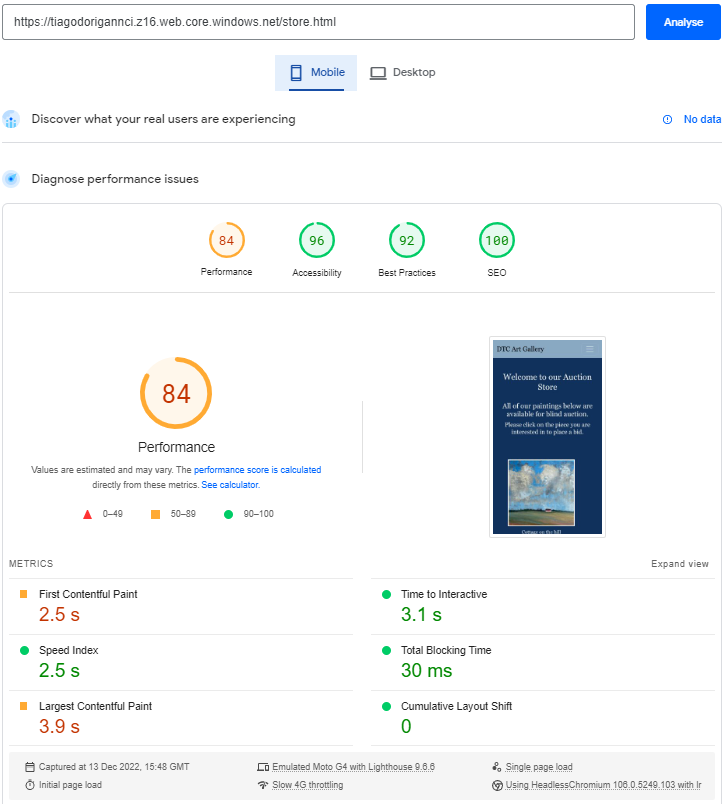 https://tiagodorigannci.z16.web.core.windows.net/store.html
Analyse
Mobile
Desktop
Discover what your real users are experiencing
No data
Diagnose performance issues
84
96
92
100
Performance
Accessibility
Best Practices
SEO
84
Performance
Values are estimated and may vary. The performance score is calculated
directly from these metrics. See calculator.
0–49
50–89
90–100
DTC Art Gallery
Welcome to our Auction
Store
All of our paintings below are
available for blind auction.
Please click on the piece you are
interested in to place a bid.
Cottage on the hill
METRICS
Expand view
First Contentful Paint
2.5 s
Time to Interactive
3.1 s
Speed Index
2.5 s
Total Blocking Time
30 ms
Largest Contentful Paint
3.9 s
Cumulative Layout Shift
0
Captured at 13 Dec 2022, 15:48 GMT
Emulated Moto G4 with Lighthouse 9.6.6
Single page load
Initial page load
Slow 4G throttling
Using HeadlessChromium 106.0.5249.103 with lr